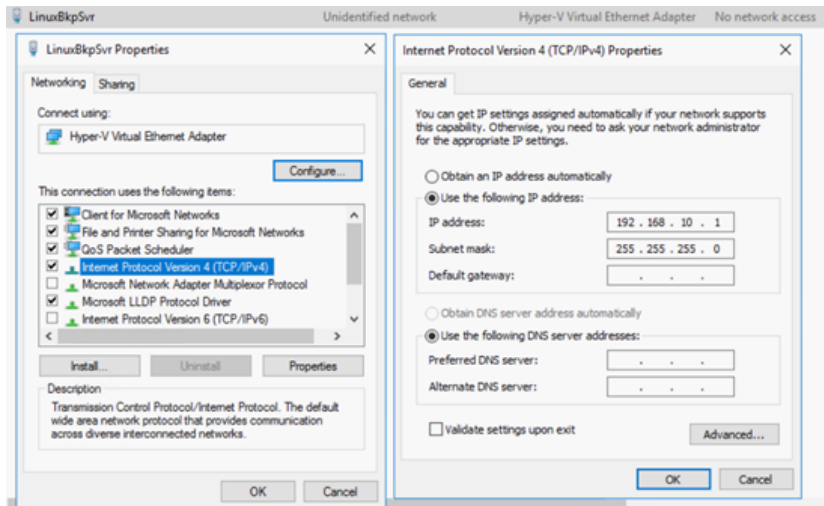 LinuxBkpSvr Unidentified network Hyper-V Virtual Ethernet Adapter No network access
LinuxBkpSvr Properties
Networking Sharing
Connect using:
Hyper-V Virtual Ethernet Adapter
Configure...
This connection uses the following items:
Client for Microsoft Networks
File and Printer Sharing for Microsoft Networks
QoS Packet Scheduler
Internet Protocol Version 4 (TCP/IPv4)
Microsoft Network Adapter Multiplexor Protocol
Microsoft LLDP Protocol Driver
Internet Protocol Version 6 (TCP/IPv6)
Install... Uninstall Properties
Description
Transmission Control Protocol/Internet Protocol. The default
wide area network protocol that provides communication
across diverse interconnected networks.
OK Cancel
Internet Protocol Version 4 (TCP/IPv4) Properties
General
You can get IP settings assigned automatically if your network supports
this capability. Otherwise, you need to ask your network administrator
for the appropriate IP settings.
Obtain an IP address automatically
Use the following IP address:
IP address: 192 . 168 . 10 . 1
Subnet mask: 255 . 255 . 255 . 0
Default gateway: . . .
Obtain DNS server address automatically
Use the following DNS server addresses:
Preferred DNS server: . . .
Alternate DNS server: . . .
Validate settings upon exit
Advanced...
OK Cancel